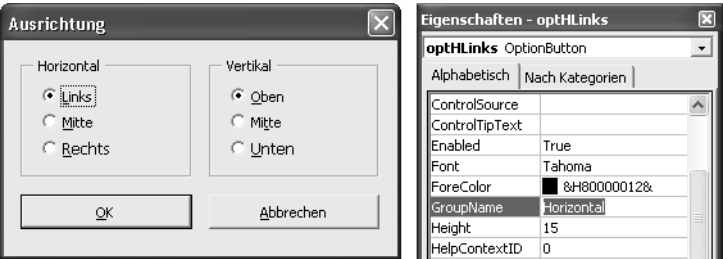 Ausrichtung
Horizontal
Links
Mitte
Rechts
Vertikal
Oben
Mitte
Unten
OK
Abbrechen
Eigenschaften - optHLinks
optHLinks OptionButton
Alphabetisch
Nach Kategorien
ControlSource
ControlTipText
Enabled True
Font Tahoma
ForeColor &H80000012&
GroupName Horizontal
Height 15
HelpContextID 0